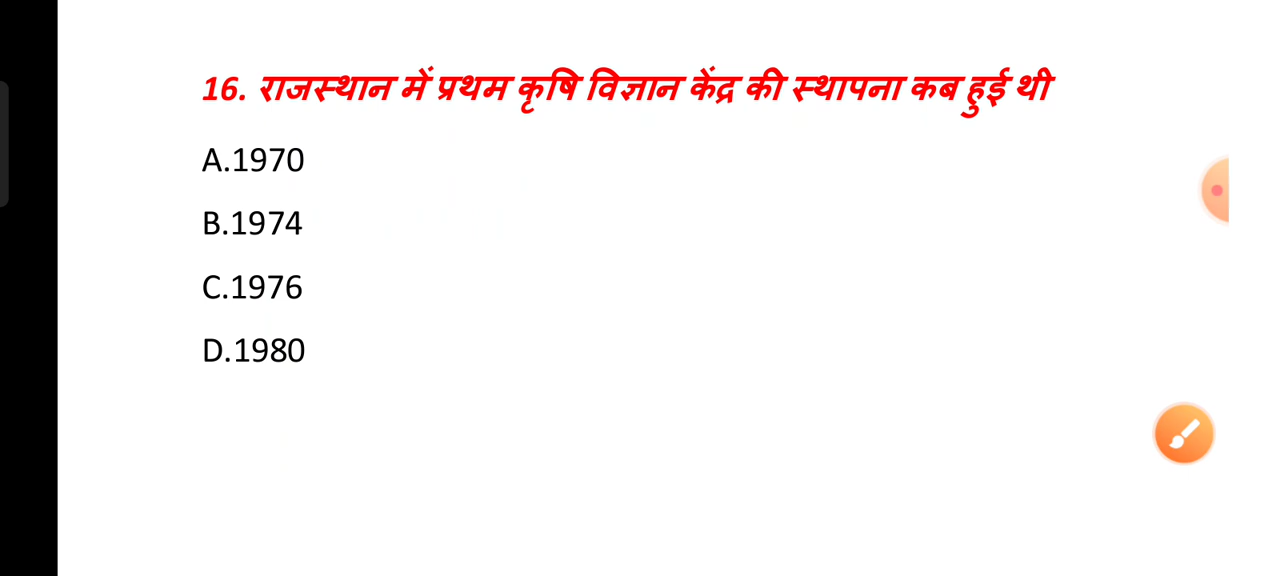 16. राजस्थान में प्रथम कृषि विज्ञान केंद्र की स्थापना कब हुई थी
A.1970
B.1974
C.1976
D.1980